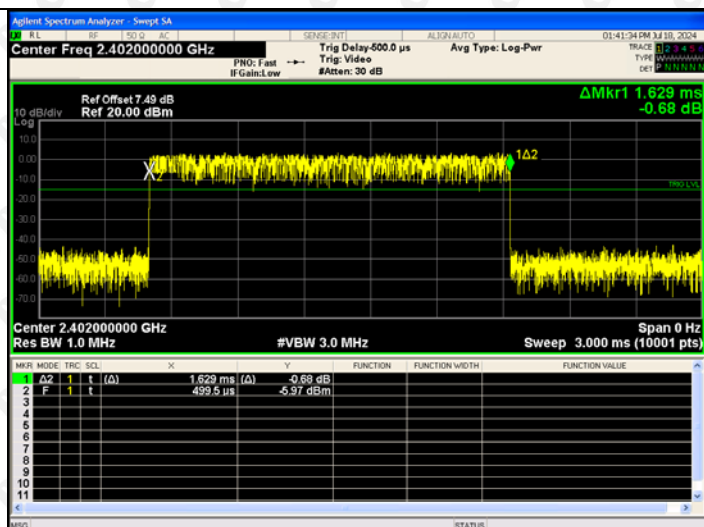 Agilent Spectrum Analyzer - Swept SA
RL RF 50 Ω AC SENSE:INT ALIGN AUTO 01:41:34 PM Jul 18, 2024
Center Freq 2.402000000 GHz
PNO: Fast
IFGain:Low
Trig Delay-500.0 µs
Trig: Video
#Atten: 30 dB
Avg Type: Log-Pwr
TRACE 1 2 3 4 5 6
TYPE
DET P N N N N N
ΔMkr1 1.629 ms
-0.68 dB
Ref Offset 7.49 dB
10 dB/div Ref 20.00 dBm
Log
10.0
0.00
-10.0
-20.0
-30.0
-40.0
-50.0
-60.0
-70.0
1Δ2
X2
TRIG LVL
Center 2.402000000 GHz Span 0 Hz
Res BW 1.0 MHz #VBW 3.0 MHz Sweep 3.000 ms (10001 pts)
MKR MODE TRC SCL X Y FUNCTION FUNCTION WIDTH FUNCTION VALUE
1 Δ2 1 t (Δ) 1.629 ms (Δ) -0.68 dB
2 F 1 t 499.5 µs -5.97 dBm
3
4
5
6
7
8
9
10
11
MSG STATUS